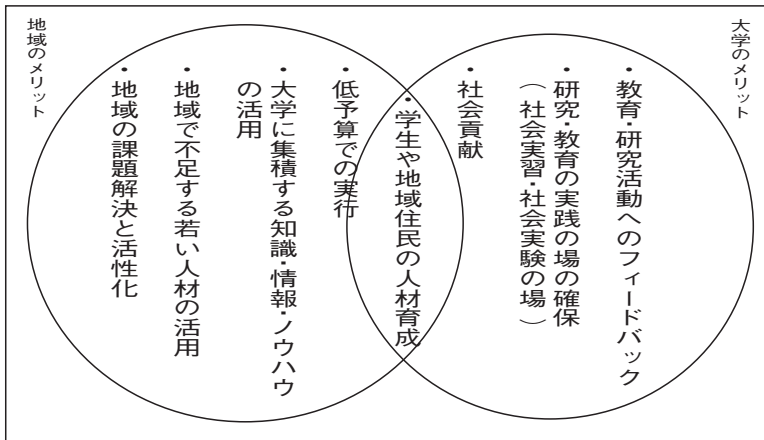 大学のメリット
・教育・研究活動へのフィードバック
・研究・教育の実践の場の確保
（社会実習・社会実験の場）
・社会貢献
・学生や地域住民の人材育成
・低予算での実行
・大学に集積する知識・情報・ノウハウ
の活用
・地域で不足する若い人材の活用
・地域の課題解決と活性化
地域のメリット